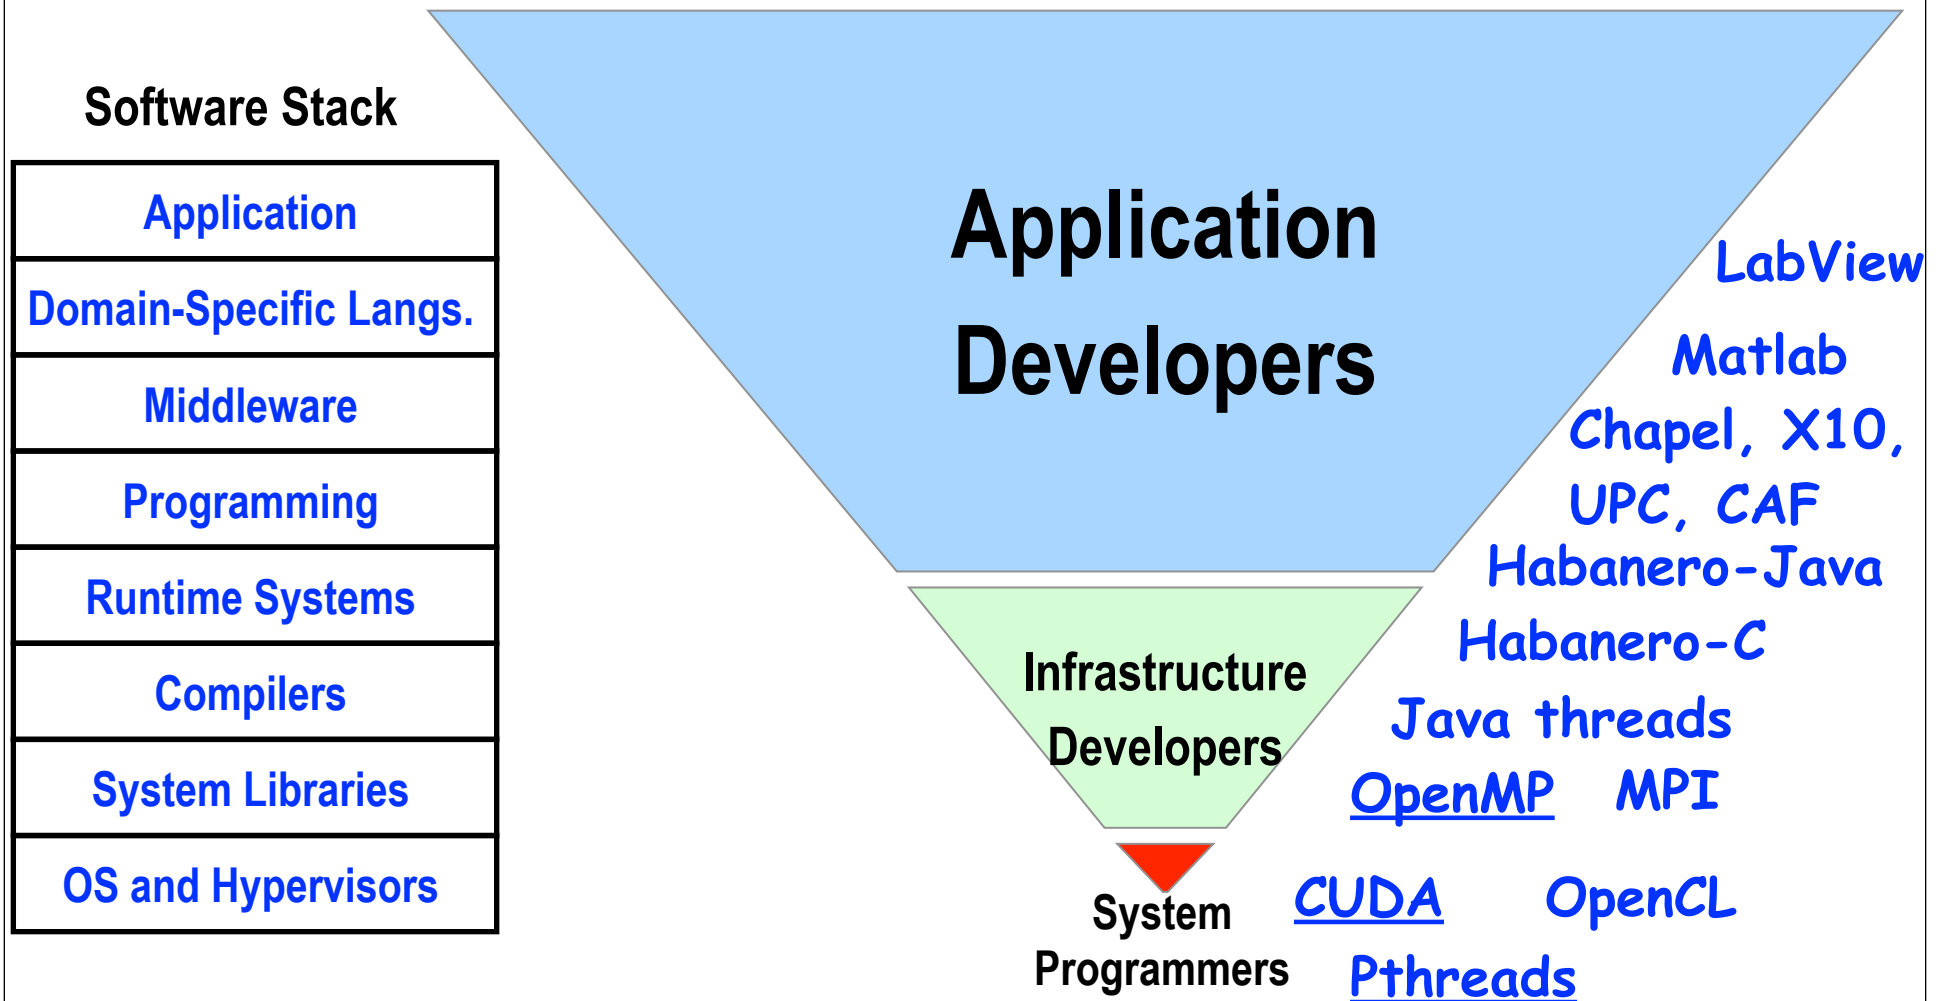 Software Stack
Application
Domain-Specific Langs.
Middleware
Programming
Runtime Systems
Compilers
System Libraries
OS and Hypervisors
Application
Developers
Infrastructure
Developers
System
Programmers
LabView
Matlab
Chapel, X10,
UPC, CAF
Habanero-Java
Habanero-C
Java threads
OpenMP MPI
CUDA OpenCL
Pthreads